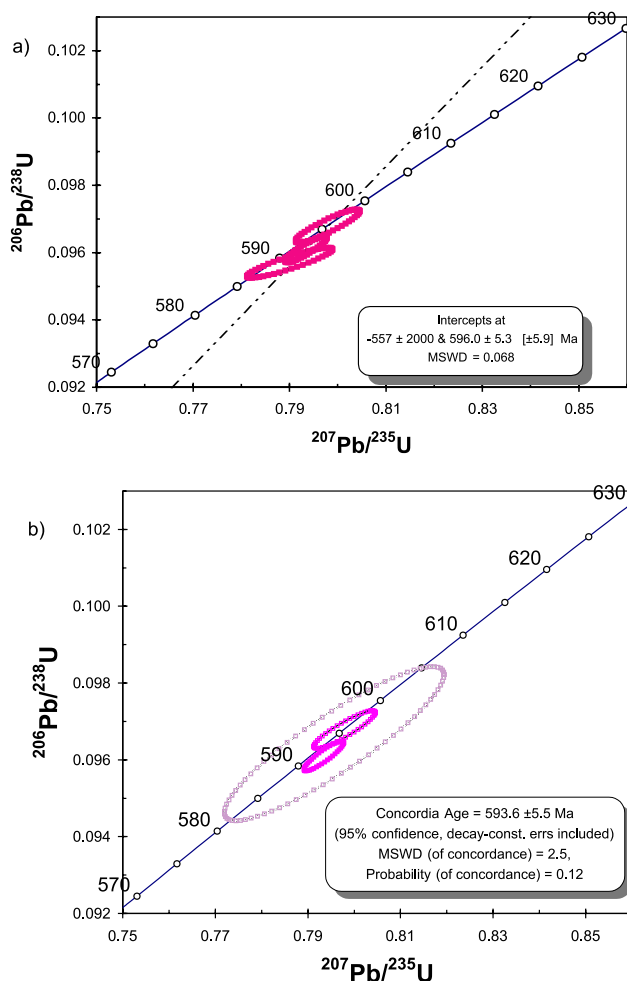 a)
0.102
0.100
0.098
0.096
0.094
0.092
206Pb/238U
630
620
610
600
590
580
570
Intercepts at
-557 ± 2000 & 596.0 ± 5.3 [±5.9] Ma
MSWD = 0.068
0.75 0.77 0.79 0.81 0.83 0.85
207Pb/235U
b)
0.102
0.100
0.098
0.096
0.094
0.092
206Pb/238U
630
620
610
600
590
580
570
Concordia Age = 593.6 ±5.5 Ma
(95% confidence, decay-const. errs included)
MSWD (of concordance) = 2.5,
Probability (of concordance) = 0.12
0.75 0.77 0.79 0.81 0.83 0.85
207Pb/235U